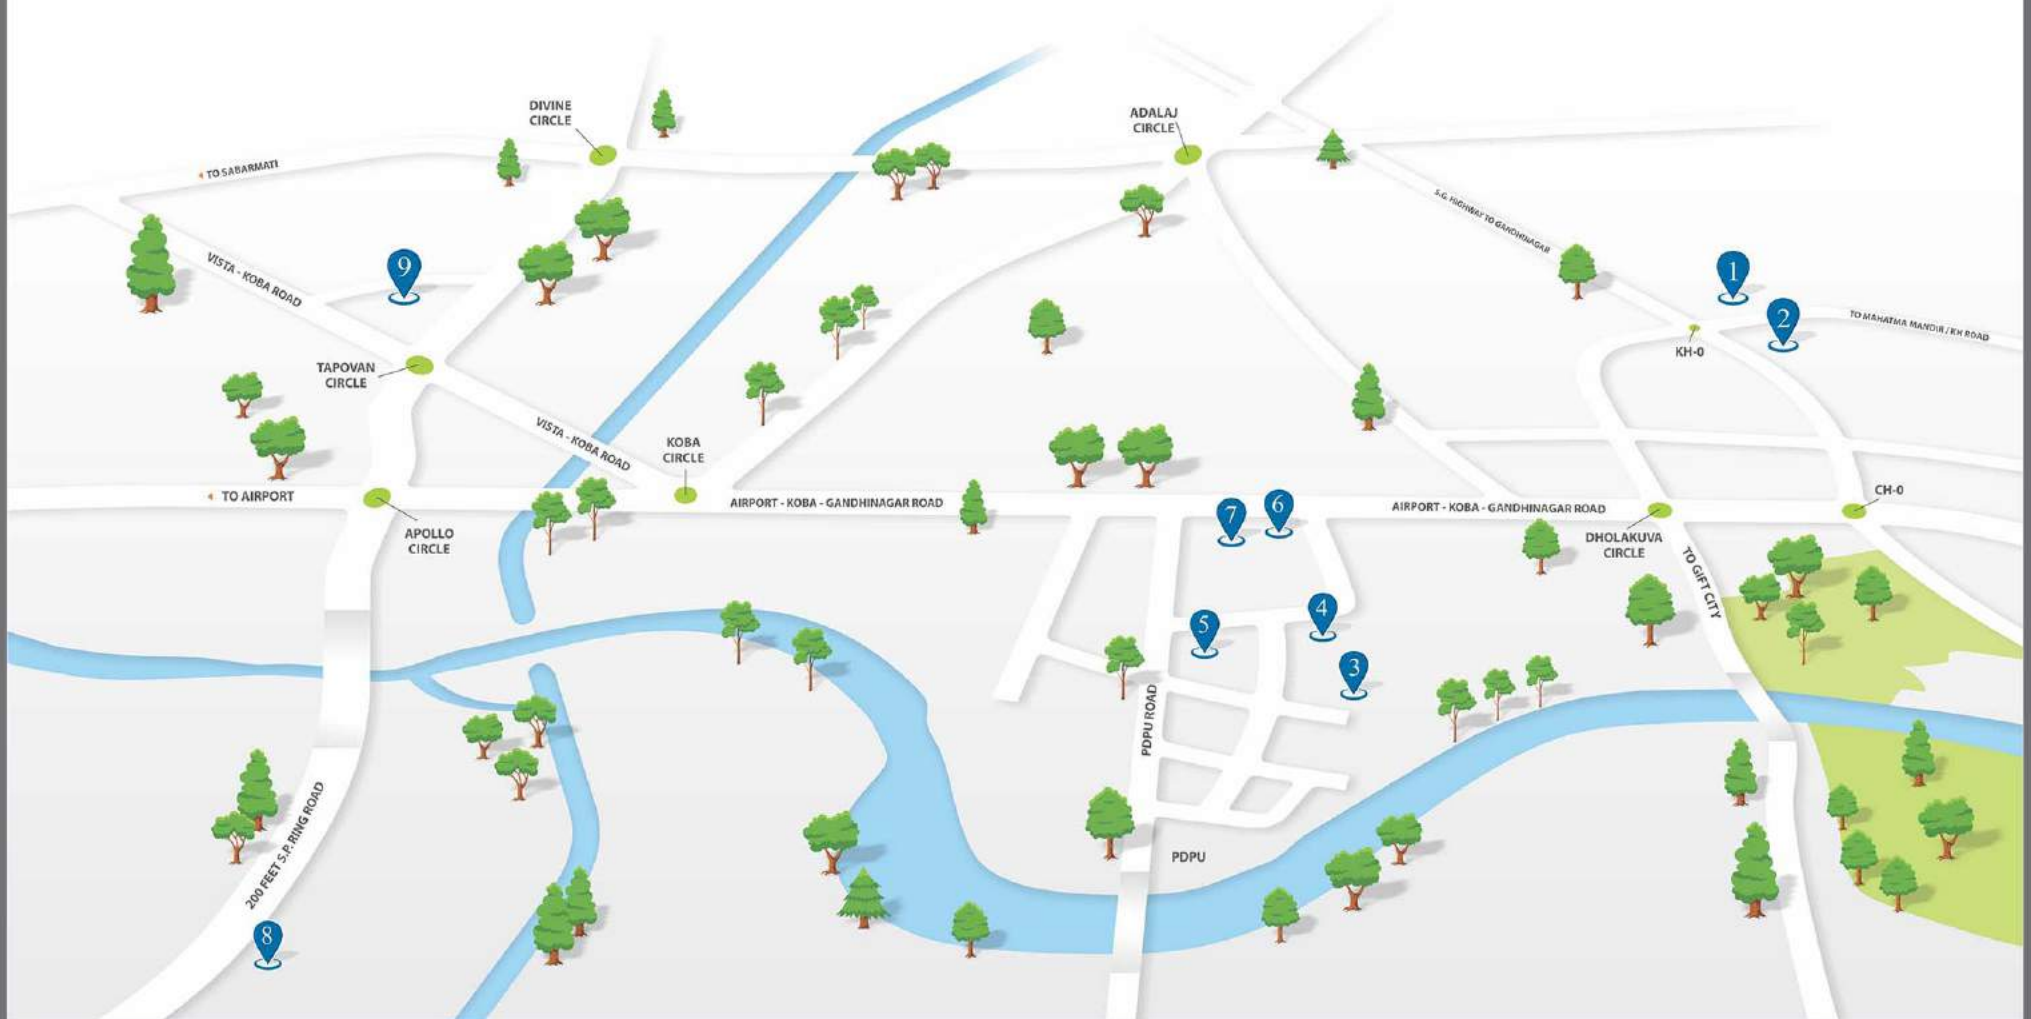 DIVINE
CIRCLE
ADALAJ
CIRCLE
TO SABARMATI
S.G. HIGHWAY TO GANDHINAGAR
VISTA - KOBA ROAD
9
1
2
TO MAHATMA MANDIR / KH ROAD
KH-0
TAPOVAN
CIRCLE
VISTA - KOBA ROAD
KOBA
CIRCLE
TO AIRPORT
AIRPORT - KOBA - GANDHINAGAR ROAD
7
6
AIRPORT - KOBA - GANDHINAGAR ROAD
CH-0
APOLLO
CIRCLE
DHOLAKUVA
CIRCLE
TO GIFT CITY
5
4
3
PDPU ROAD
200 FEET S.P. RING ROAD
PDPU
8